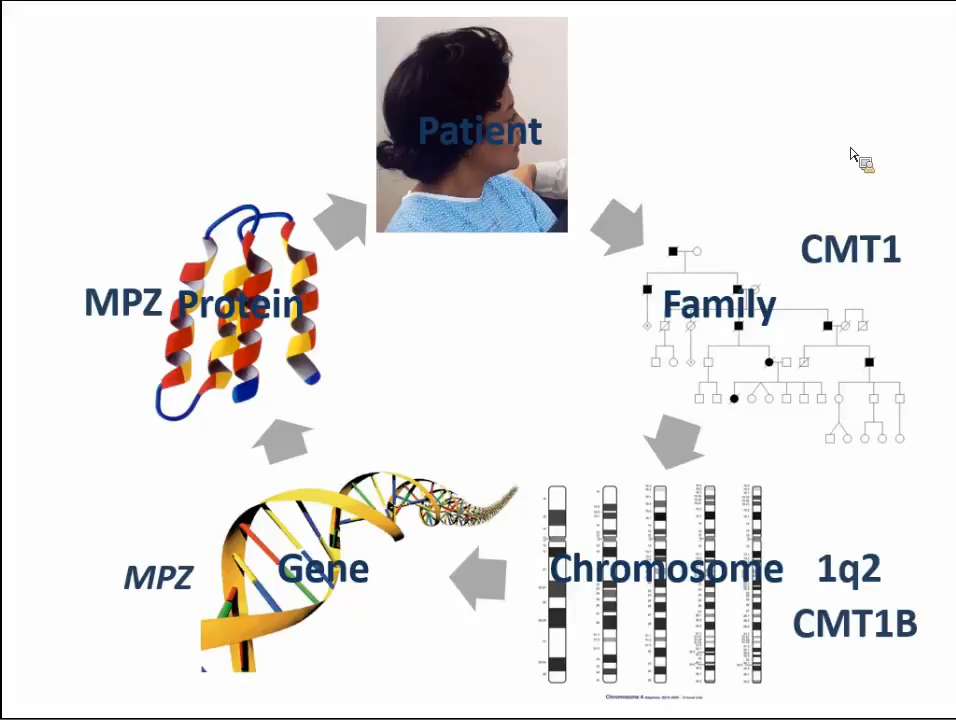 Patient
CMT1
Family
MPZ
Protein
Chromosome
1q2
CMT1B
Gene
MPZ